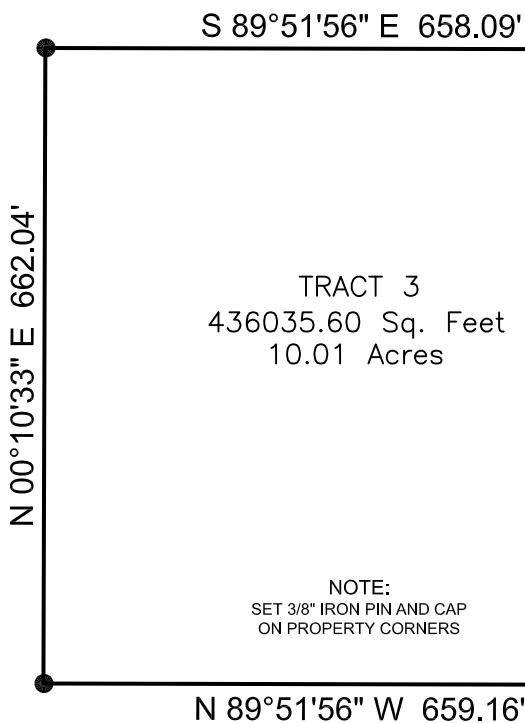 S 89°51'56" E 658.09'
N 00°10'33" E 662.04'
TRACT 3
436035.60 Sq. Feet
10.01 Acres
NOTE:
SET 3/8" IRON PIN AND CAP
ON PROPERTY CORNERS
N 89°51'56" W 659.16'